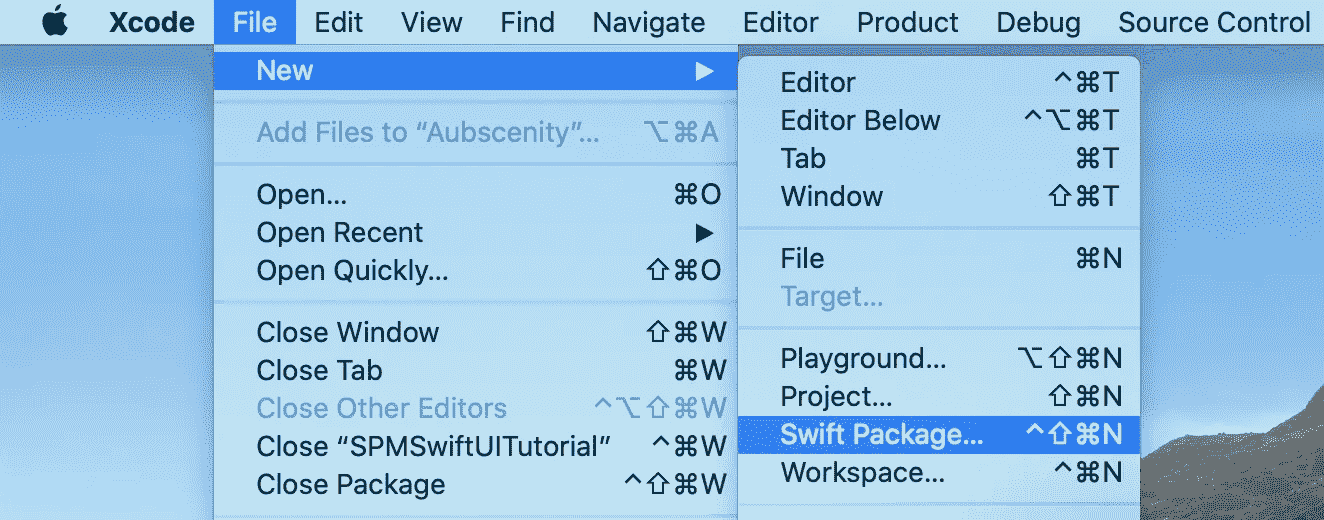 Xcode File Edit View Find Navigate Editor Product Debug Source Control
New ▶
Add Files to “Aubscenity”... ⌥⌘A
Open... ⌘O
Open Recent ▶
Open Quickly... ⇧⌘O
Close Window ⇧⌘W
Close Tab ⌘W
Close Other Editors ^⌥⇧⌘W
Close “SPMSwiftUITutorial” ^⌘W
Close Package ^⇧⌘W
Editor ^⌘T
Editor Below ^⌥⌘T
Tab ⌘T
Window ⇧⌘T
File ⌘N
Target...
Playground... ⌥⇧⌘N
Project... ⇧⌘N
Swift Package... ^⇧⌘N
Workspace... ^⌘N